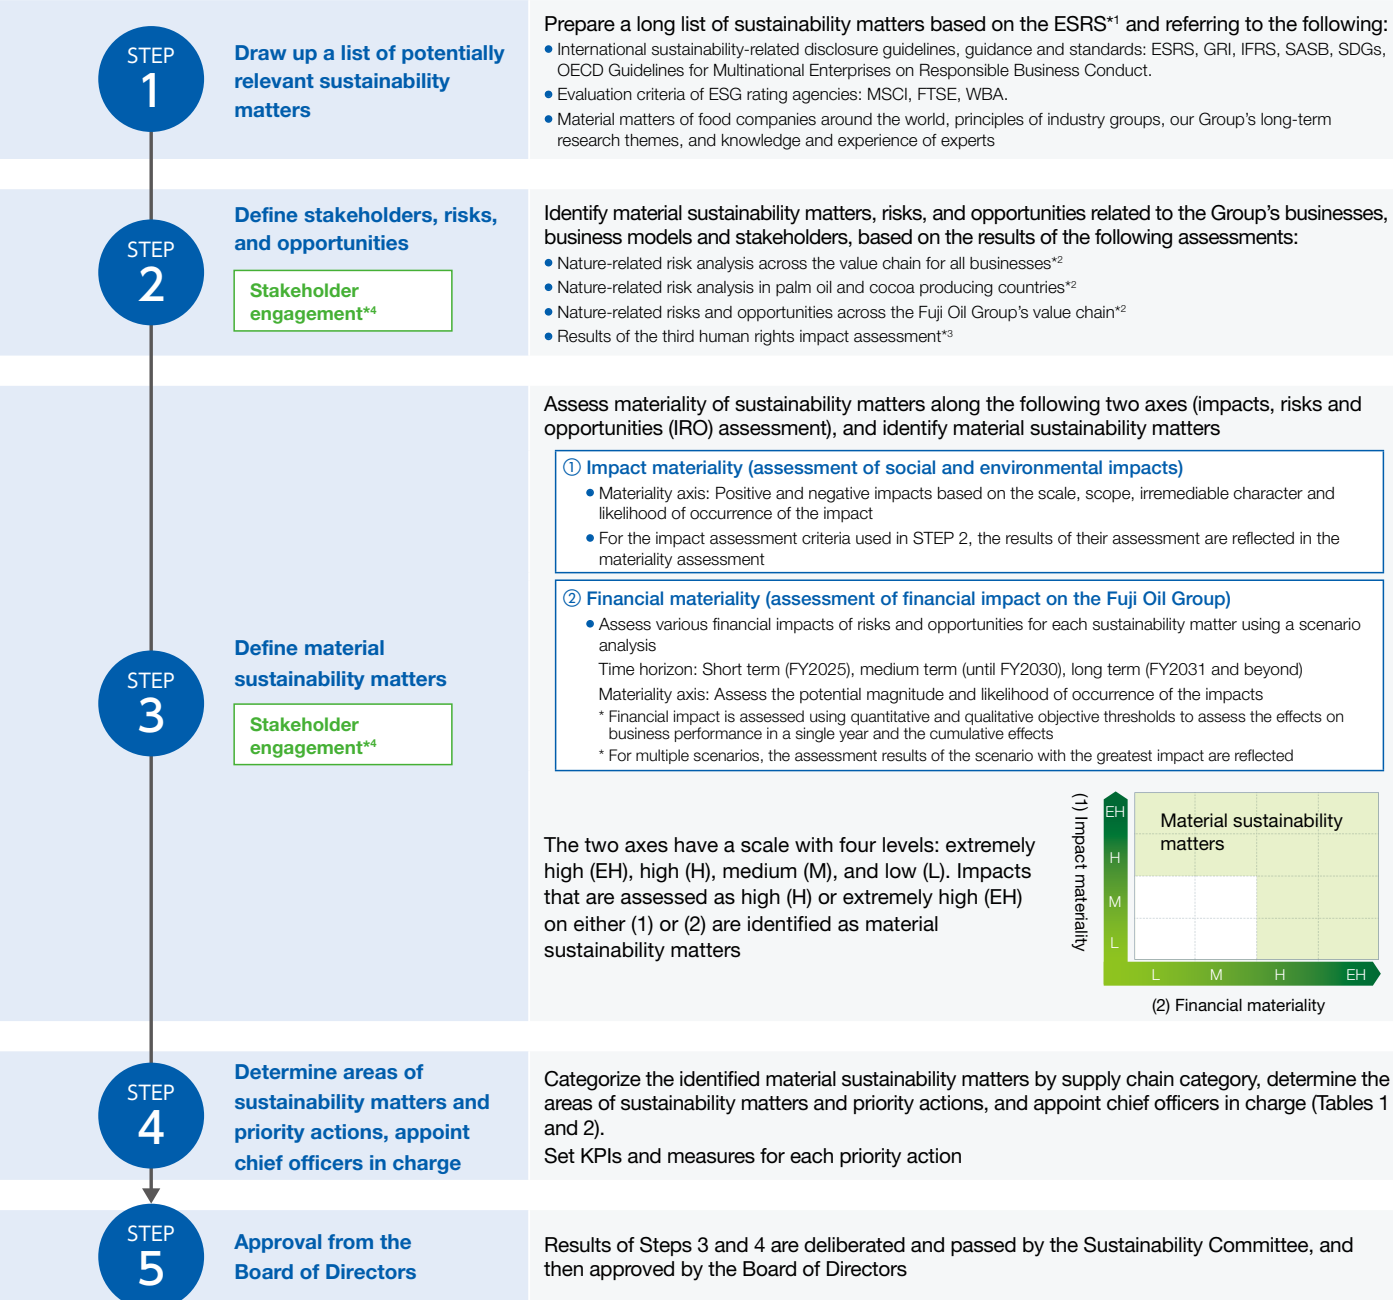 STEP
1
Draw up a list of potentially
relevant sustainability
matters
Prepare a long list of sustainability matters based on the ESRS*1 and referring to the following:
● International sustainability-related disclosure guidelines, guidance and standards: ESRS, GRI, IFRS, SASB, SDGs,
OECD Guidelines for Multinational Enterprises on Responsible Business Conduct.
● Evaluation criteria of ESG rating agencies: MSCI, FTSE, WBA.
● Material matters of food companies around the world, principles of industry groups, our Group's long-term
research themes, and knowledge and experience of experts
STEP
2
Define stakeholders, risks,
and opportunities
Stakeholder
engagement*4
Identify material sustainability matters, risks, and opportunities related to the Group's businesses,
business models and stakeholders, based on the results of the following assessments:
● Nature-related risk analysis across the value chain for all businesses*2
● Nature-related risk analysis in palm oil and cocoa producing countries*2
● Nature-related risks and opportunities across the Fuji Oil Group's value chain*2
● Results of the third human rights impact assessment*3
STEP
3
Define material
sustainability matters
Stakeholder
engagement*4
Assess materiality of sustainability matters along the following two axes (impacts, risks and
opportunities (IRO) assessment), and identify material sustainability matters
① Impact materiality (assessment of social and environmental impacts)
● Materiality axis: Positive and negative impacts based on the scale, scope, irremediable character and
likelihood of occurrence of the impact
● For the impact assessment criteria used in STEP 2, the results of their assessment are reflected in the
materiality assessment
② Financial materiality (assessment of financial impact on the Fuji Oil Group)
● Assess various financial impacts of risks and opportunities for each sustainability matter using a scenario
analysis
Time horizon: Short term (FY2025), medium term (until FY2030), long term (FY2031 and beyond)
Materiality axis: Assess the potential magnitude and likelihood of occurrence of the impacts
* Financial impact is assessed using quantitative and qualitative objective thresholds to assess the effects on
business performance in a single year and the cumulative effects
* For multiple scenarios, the assessment results of the scenario with the greatest impact are reflected
The two axes have a scale with four levels: extremely
high (EH), high (H), medium (M), and low (L). Impacts
that are assessed as high (H) or extremely high (EH)
on either (1) or (2) are identified as material
sustainability matters
(1) Impact materiality
EH
H
M
L
Material sustainability
matters
L M H EH
(2) Financial materiality
STEP
4
Determine areas of
sustainability matters and
priority actions, appoint
chief officers in charge
Categorize the identified material sustainability matters by supply chain category, determine the
areas of sustainability matters and priority actions, and appoint chief officers in charge (Tables 1
and 2).
Set KPIs and measures for each priority action
STEP
5
Approval from the
Board of Directors
Results of Steps 3 and 4 are deliberated and passed by the Sustainability Committee, and
then approved by the Board of Directors